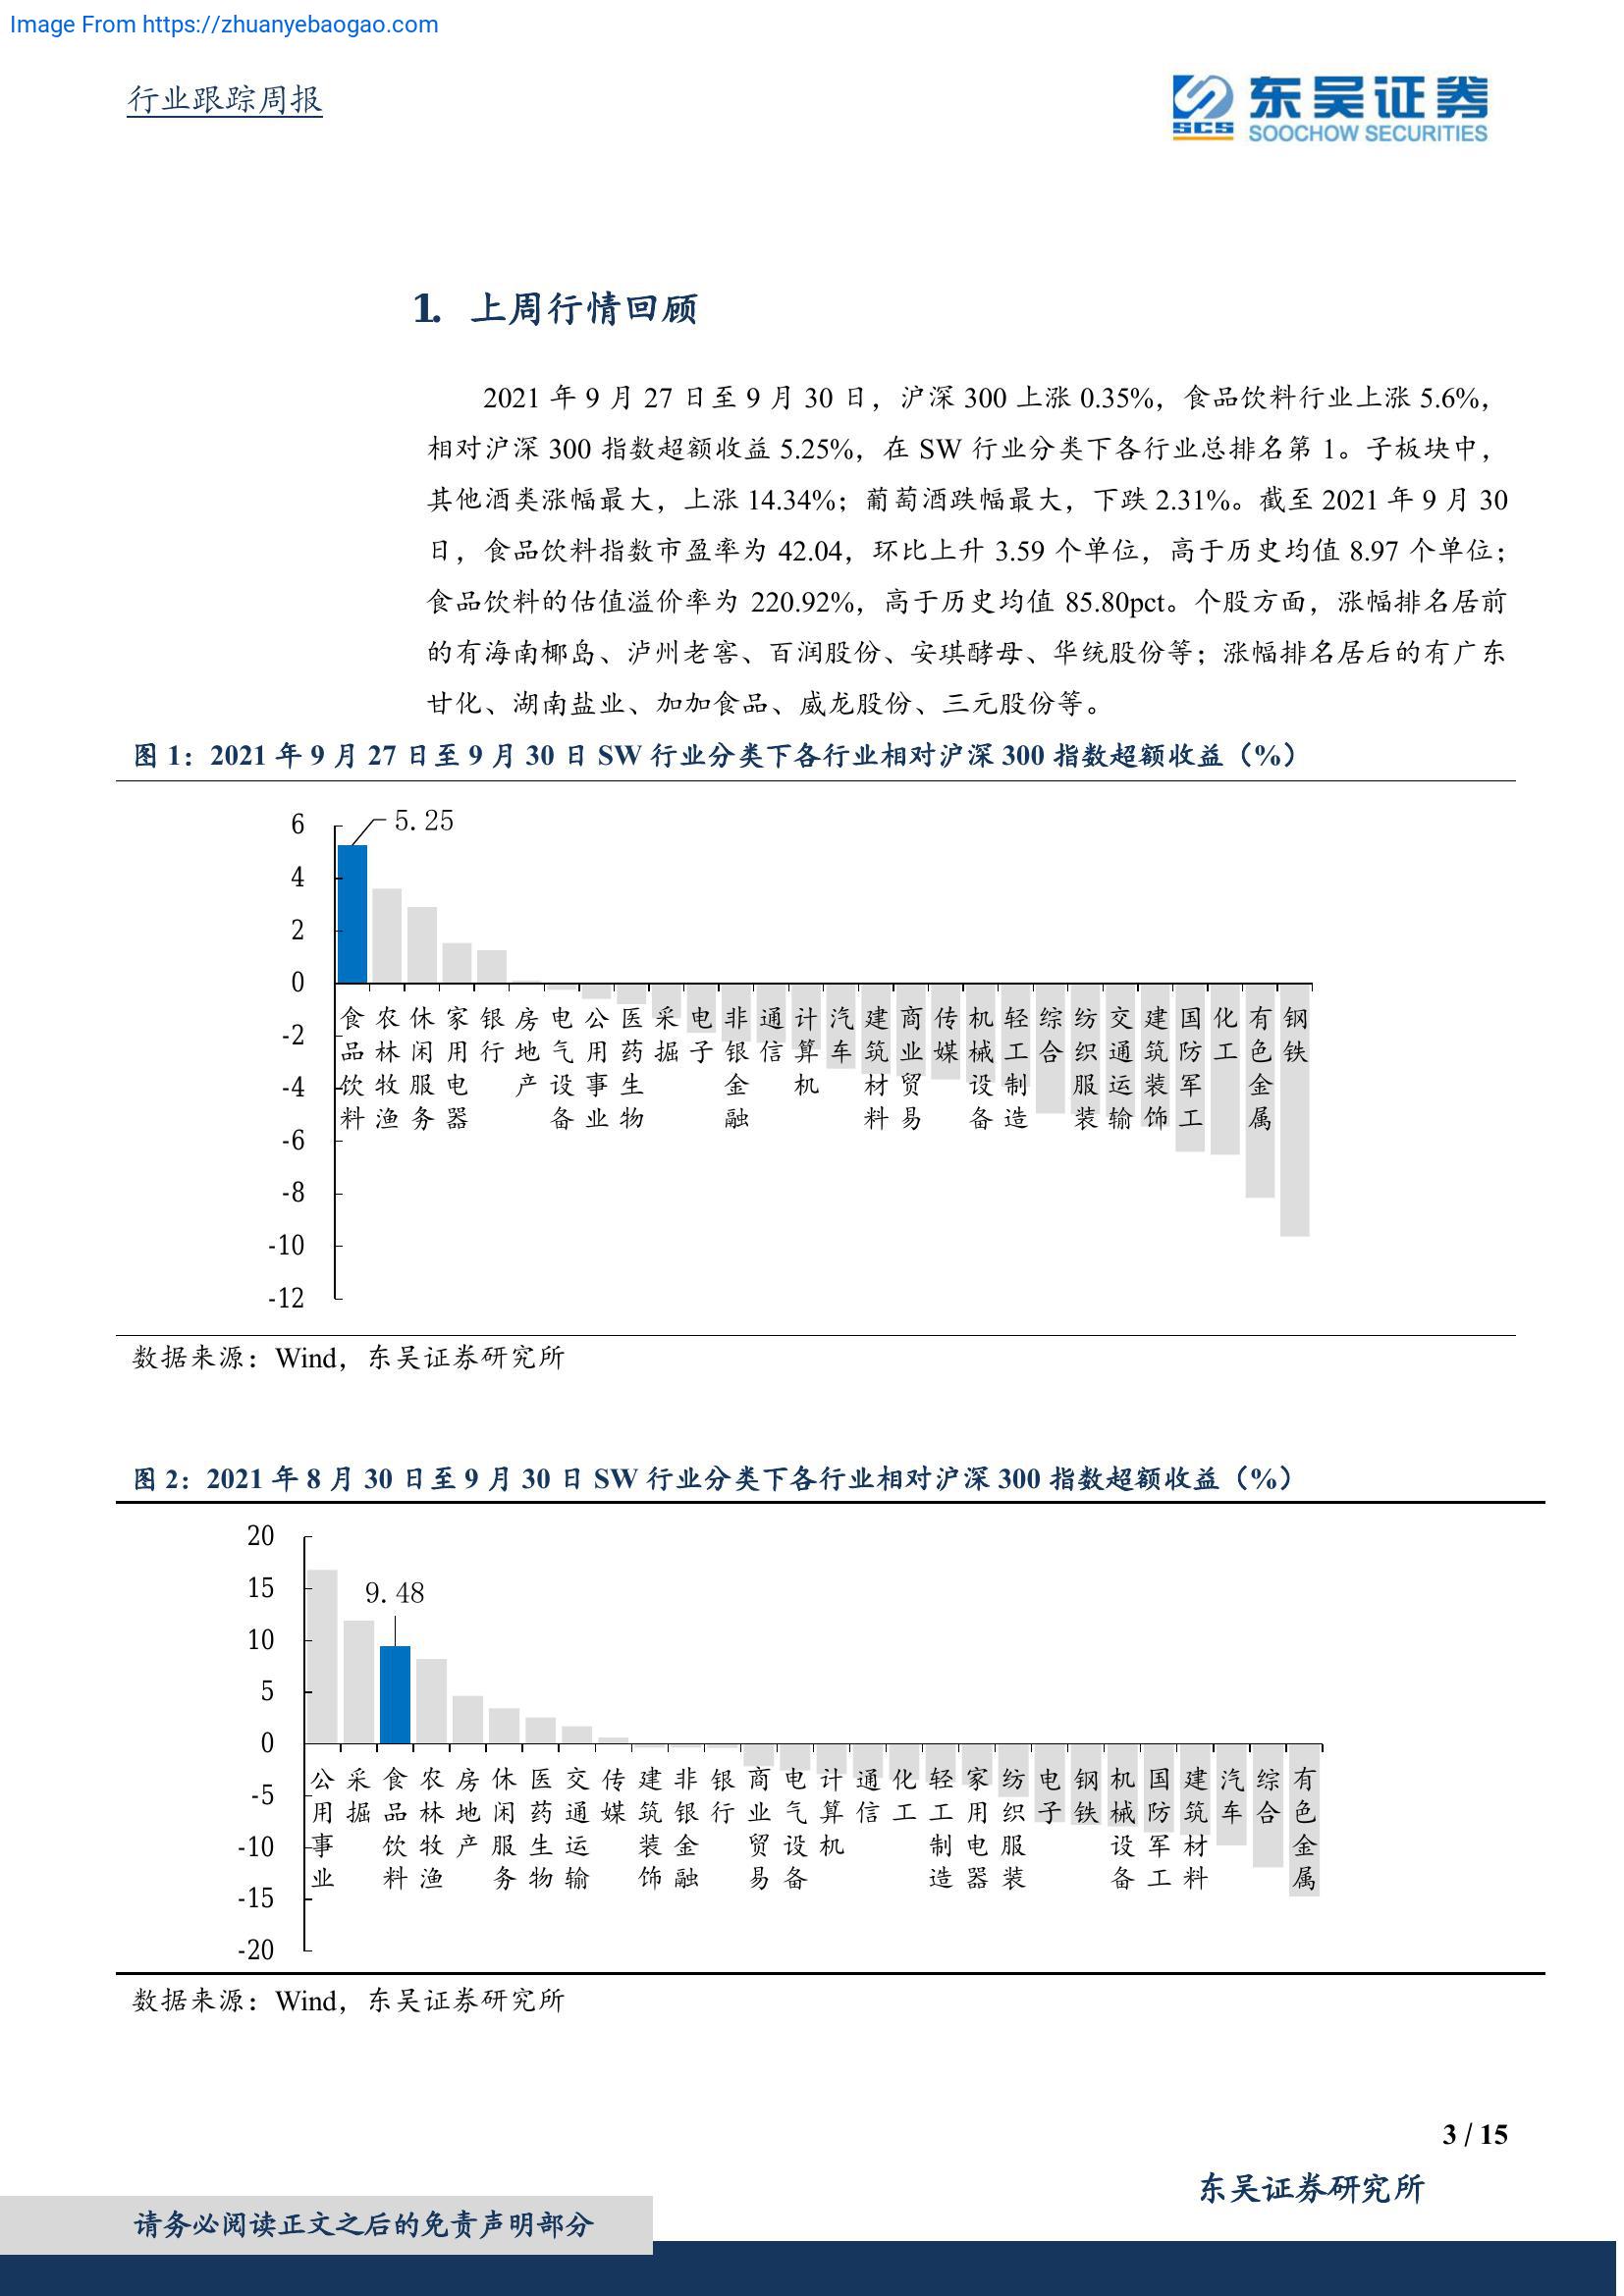 Image From https://zhuanyebaogao.com
行业跟踪周报
SCS
东吴证券
SOOCHOW SECURITIES
1. 上周行情回顾
2021 年 9 月 27 日至 9 月 30 日，沪深 300 上涨 0.35%，食品饮料行业上涨 5.6%，
相对沪深 300 指数超额收益 5.25%，在 SW 行业分类下各行业总排名第 1。子板块中，
其他酒类涨幅最大，上涨 14.34%；葡萄酒跌幅最大，下跌 2.31%。截至 2021 年 9 月 30
日，食品饮料指数市盈率为 42.04，环比上升 3.59 个单位，高于历史均值 8.97 个单位；
食品饮料的估值溢价率为 220.92%，高于历史均值 85.80pct。个股方面，涨幅排名居前
的有海南椰岛、泸州老窖、百润股份、安琪酵母、华统股份等；涨幅排名居后的有广东
甘化、湖南盐业、加加食品、威龙股份、三元股份等。
图 1：2021 年 9 月 27 日至 9 月 30 日 SW 行业分类下各行业相对沪深 300 指数超额收益（%）
5.25
6
4
2
0
-2
-4
-6
-8
-10
-12
食品饮料
农林牧渔
休闲服务
家用电器
银行
房地产
电气设备
公用事业
医药生物
采掘
电子
非银金融
通信
计算机
汽车
建筑材料
商业贸易
传媒
机械设备
轻工制造
综合
纺织服装
交通运输
建筑装饰
国防军工
化工
有色金属
钢铁
数据来源：Wind，东吴证券研究所
图 2：2021 年 8 月 30 日至 9 月 30 日 SW 行业分类下各行业相对沪深 300 指数超额收益（%）
20
15
10
5
0
-5
-10
-15
-20
9.48
公用事业
采掘
食品饮料
农林牧渔
房地产
休闲服务
医药生物
交通运输
传媒
建筑装饰
非银金融
银行
商业贸易
电气设备
计算机
通信
化工
轻工制造
家用电器
纺织服装
电子
钢铁
机械设备
国防军工
建筑材料
汽车
综合
有色金属
数据来源：Wind，东吴证券研究所
3 / 15
东吴证券研究所
请务必阅读正文之后的免责声明部分